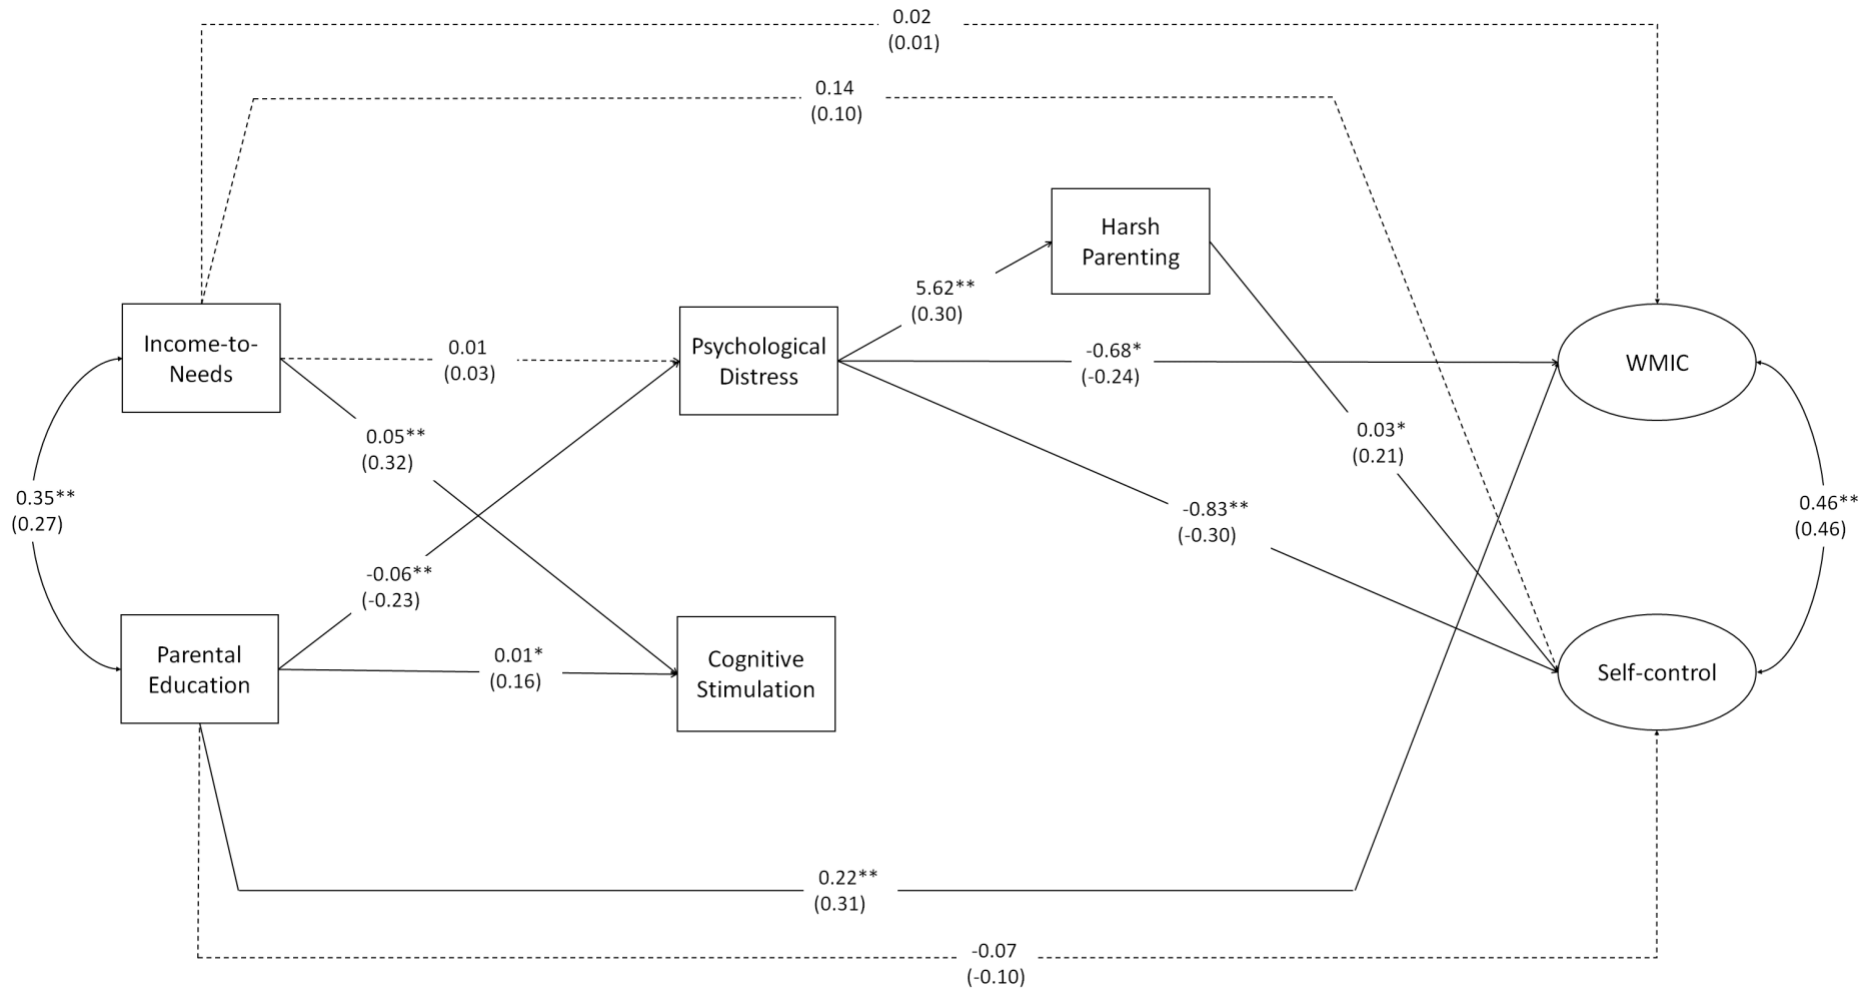 0.02
(0.01)
0.14
(0.10)
Harsh
Parenting
5.62**
(0.30)
Income-to-
Needs
0.01
(0.03)
Psychological
Distress
-0.68*
(-0.24)
WMIC
0.05**
(0.32)
0.03*
(0.21)
0.35**
(0.27)
-0.83**
(-0.30)
0.46**
(0.46)
-0.06**
(-0.23)
Parental
Education
0.01*
(0.16)
Cognitive
Stimulation
Self-control
0.22**
(0.31)
-0.07
(-0.10)